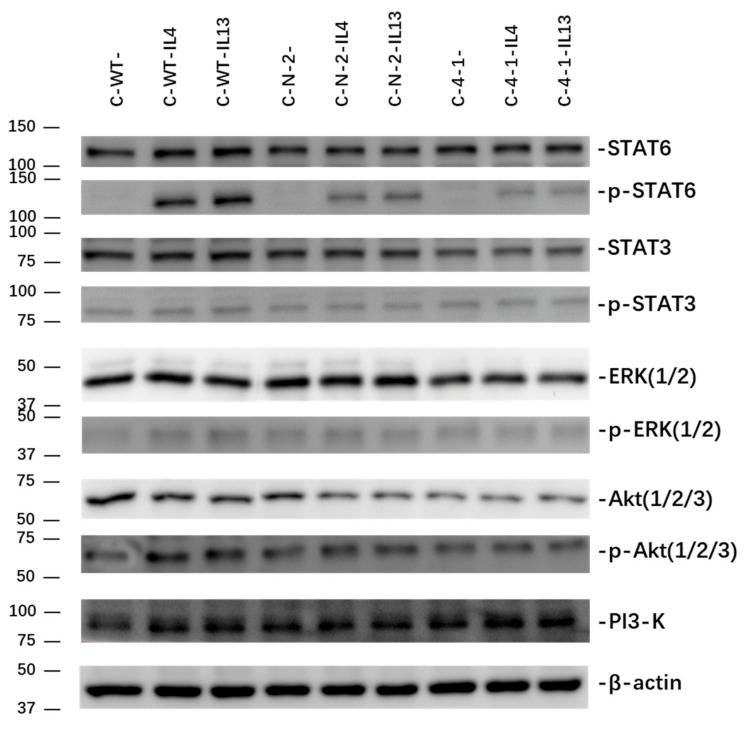 C-WT-
C-WT-IL4
C-WT-IL13
C-N-2-
C-N-2-IL4
C-N-2-IL13
C-4-1-
C-4-1-IL4
C-4-1-IL13
150 —
-STAT6
100 —
150 —
-p-STAT6
100 —
100 —
-STAT3
75 —
100 —
-p-STAT3
75 —
50 —
-ERK(1/2)
37 —
50 —
-p-ERK(1/2)
37 —
75 —
-Akt(1/2/3)
50 —
75 —
-p-Akt(1/2/3)
50 —
100 —
-PI3-K
75 —
50 —
-β-actin
37 —